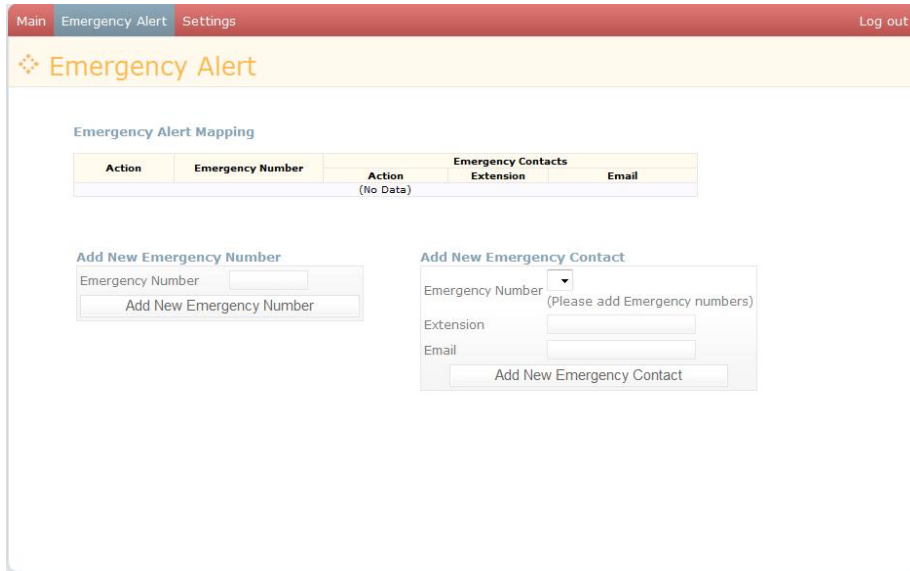 Main Emergency Alert Settings Log out
Emergency Alert
Emergency Alert Mapping
Action Emergency Number Emergency Contacts
Action Extension Email
(No Data)
Add New Emergency Number
Emergency Number
Add New Emergency Number
Add New Emergency Contact
Emergency Number
(Please add Emergency numbers)
Extension
Email
Add New Emergency Contact